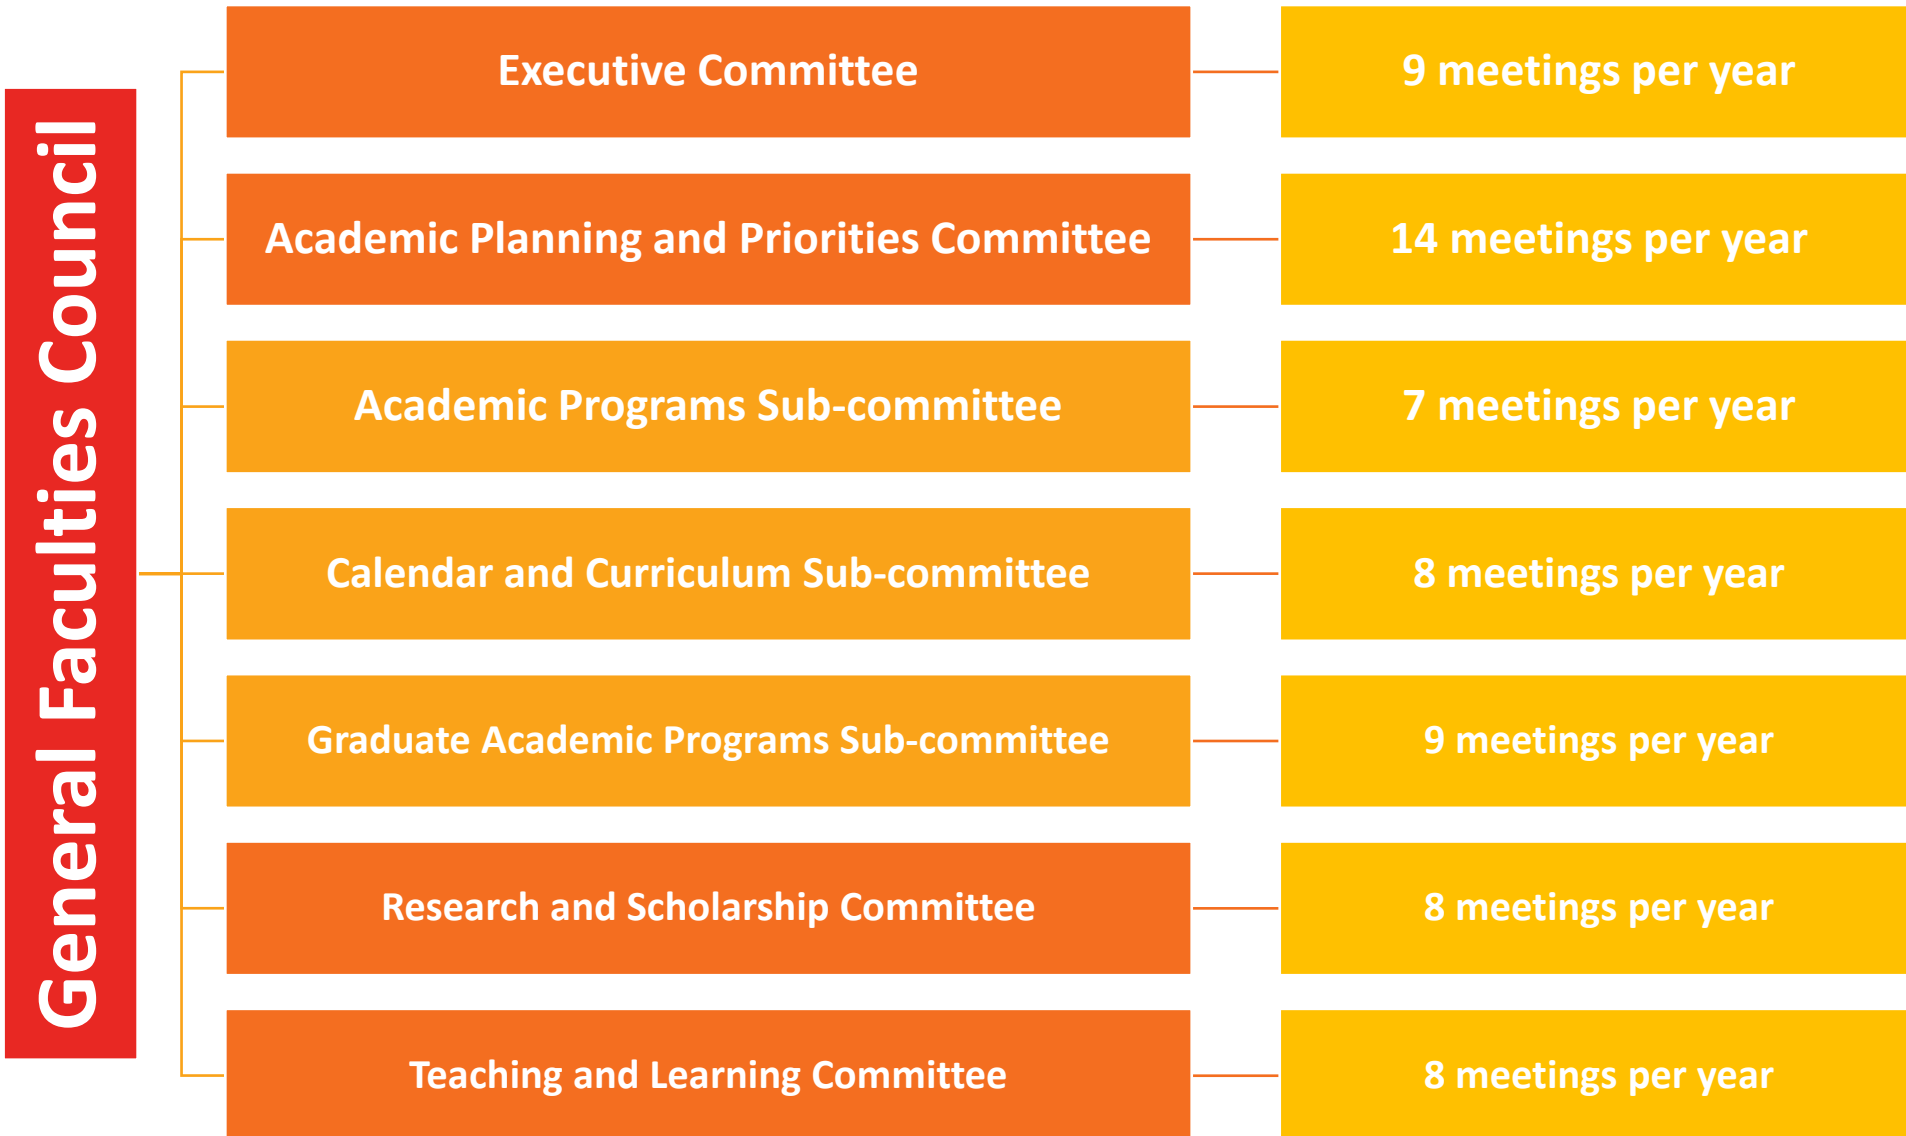 General Faculties Council
Executive Committee
9 meetings per year
Academic Planning and Priorities Committee
14 meetings per year
Academic Programs Sub-committee
7 meetings per year
Calendar and Curriculum Sub-committee
8 meetings per year
Graduate Academic Programs Sub-committee
9 meetings per year
Research and Scholarship Committee
8 meetings per year
Teaching and Learning Committee
8 meetings per year